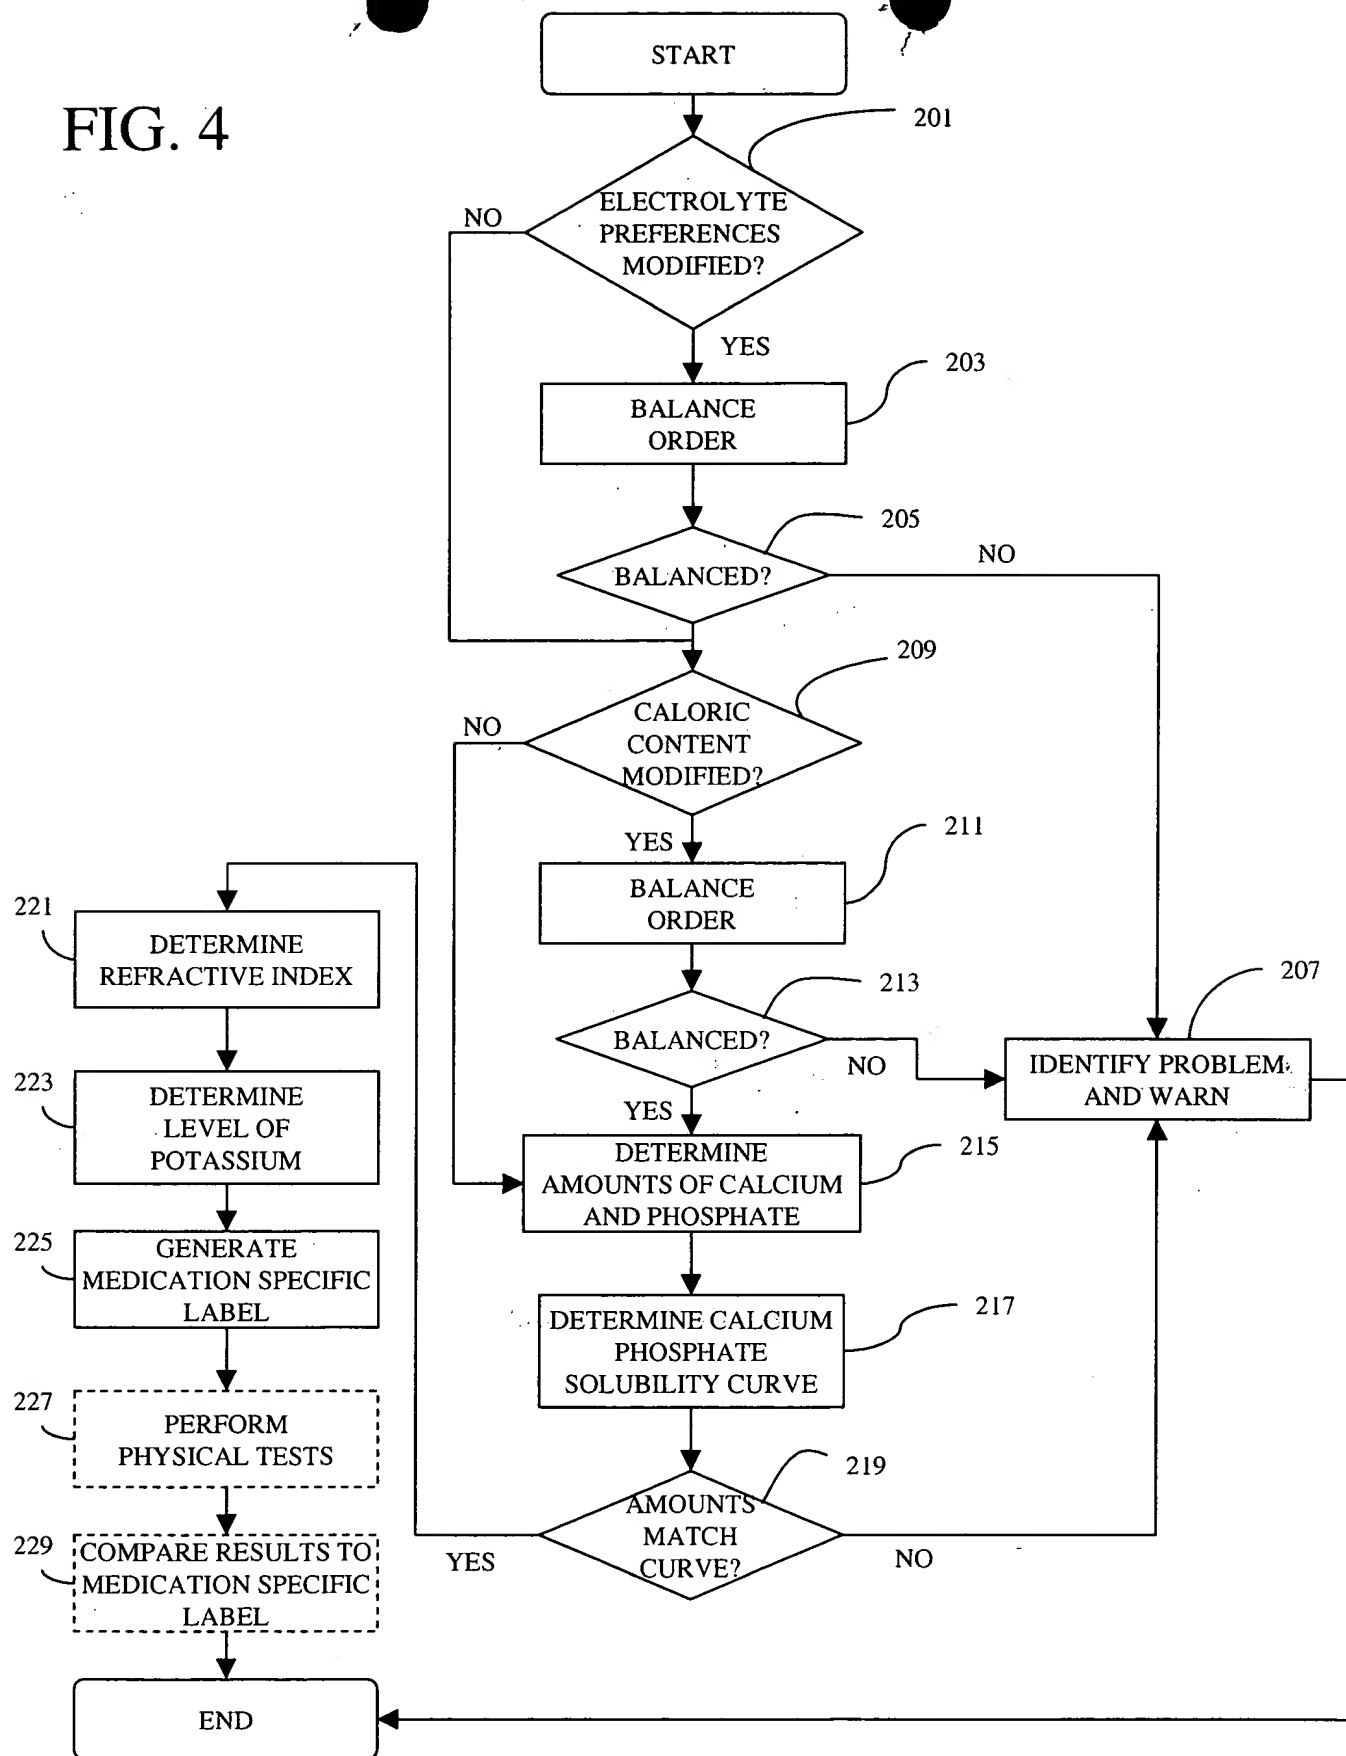 FIG. 4
START
201
ELECTROLYTE
PREFERENCES
MODIFIED?
NO
YES
203
BALANCE
ORDER
205
BALANCED?
NO
209
CALORIC
CONTENT
MODIFIED?
NO
YES
211
BALANCE
ORDER
213
BALANCED?
NO
YES
207
IDENTIFY PROBLEM
AND WARN
215
DETERMINE
AMOUNTS OF CALCIUM
AND PHOSPHATE
217
DETERMINE CALCIUM
PHOSPHATE
SOLUBILITY CURVE
219
AMOUNTS
MATCH
CURVE?
YES
NO
221
DETERMINE
REFRACTIVE INDEX
223
DETERMINE
LEVEL OF
POTASSIUM
225
GENERATE
MEDICATION SPECIFIC
LABEL
227
PERFORM
PHYSICAL TESTS
229
COMPARE RESULTS TO
MEDICATION SPECIFIC
LABEL
END